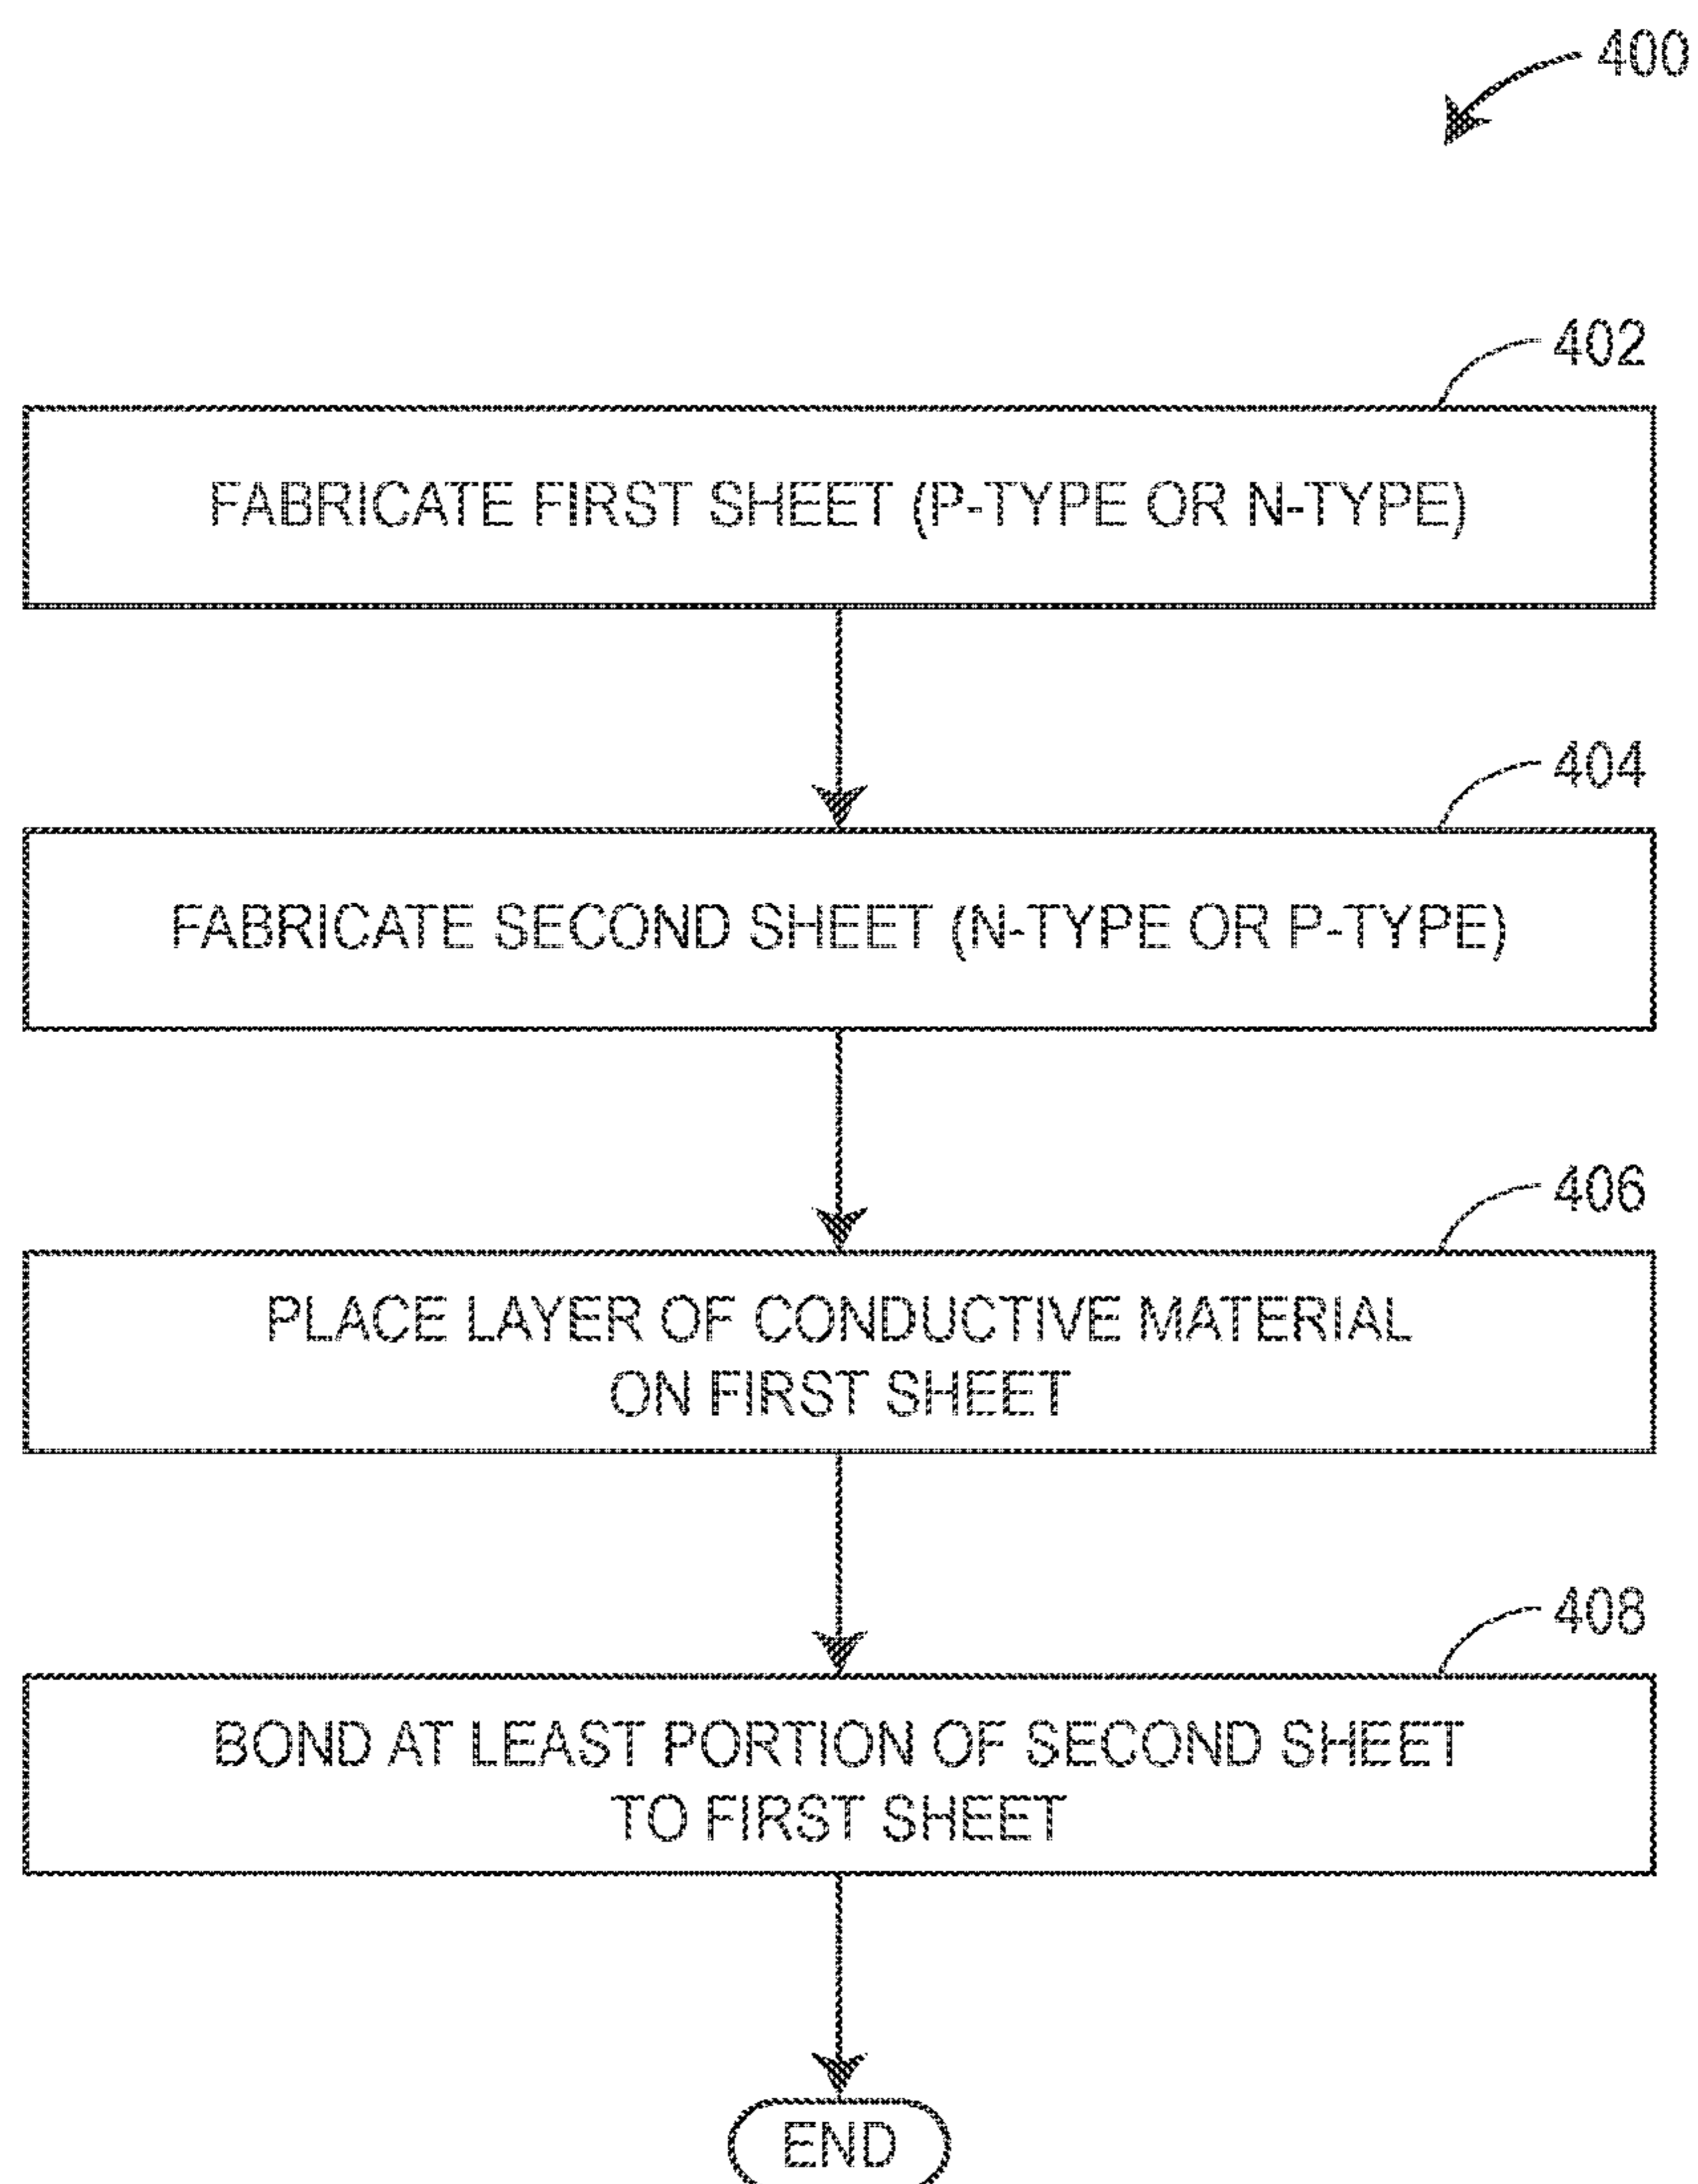 400
402
FABRICATE FIRST SHEET (P-TYPE OR N-TYPE)
404
FABRICATE SECOND SHEET (N-TYPE OR P-TYPE)
406
PLACE LAYER OF CONDUCTIVE MATERIAL
ON FIRST SHEET
408
BOND AT LEAST PORTION OF SECOND SHEET
TO FIRST SHEET
END